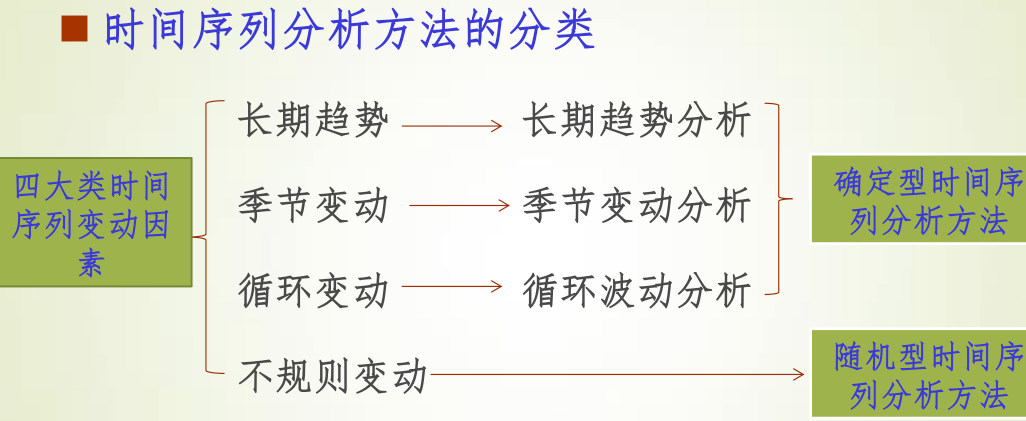 时间序列分析方法的分类
长期趋势 长期趋势分析
四大类时间
序列变动因
素
季节变动 季节变动分析
确定型时间序
列分析方法
循环变动 循环波动分析
不规则变动
随机型时间序
列分析方法